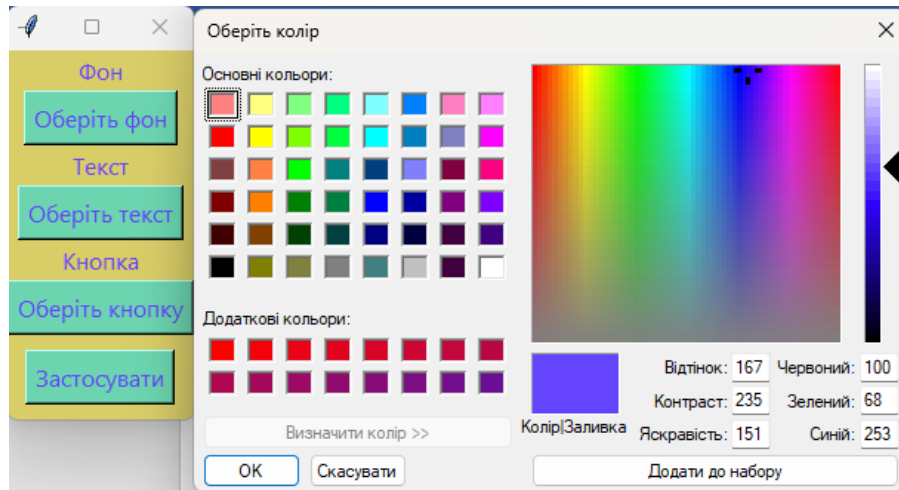 Фон
Оберіть фон
Текст
Оберіть текст
Кнопка
Оберіть кнопку
Застосувати
Оберіть колір
Основні кольори:
Додаткові кольори:
Визначити колір >>
OK
Скасувати
Колір|Заливка
Відтінок: 167
Контраст: 235
Яскравість: 151
Червоний: 100
Зелений: 68
Синій: 253
Додати до набору